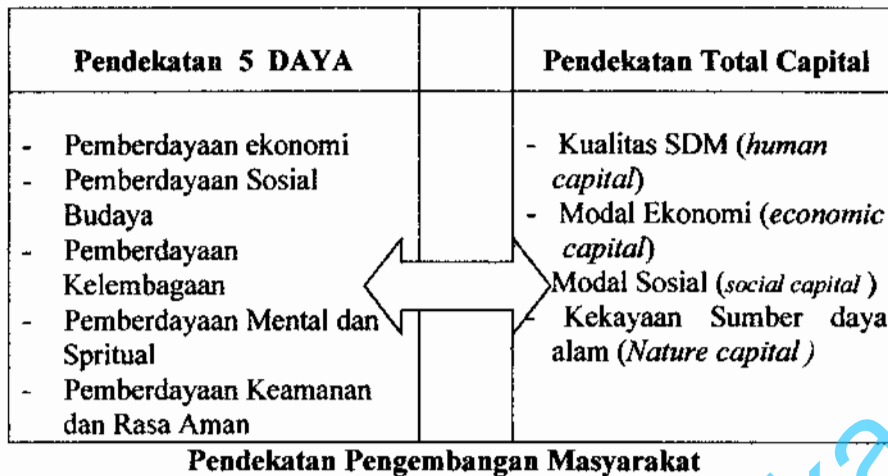 Pendekatan 5 DAYA
- Pemberdayaan ekonomi
- Pemberdayaan Sosial
Budaya
- Pemberdayaan
Kelembagaan
- Pemberdayaan Mental dan
Spritual
- Pemberdayaan Keamanan
dan Rasa Aman
Pendekatan Total Capital
- Kualitas SDM (human
capital)
- Modal Ekonomi (economic
capital)
Modal Sosial (social capital )
- Kekayaan Sumber daya
alam (Nature capital )
Pendekatan Pengembangan Masyarakat